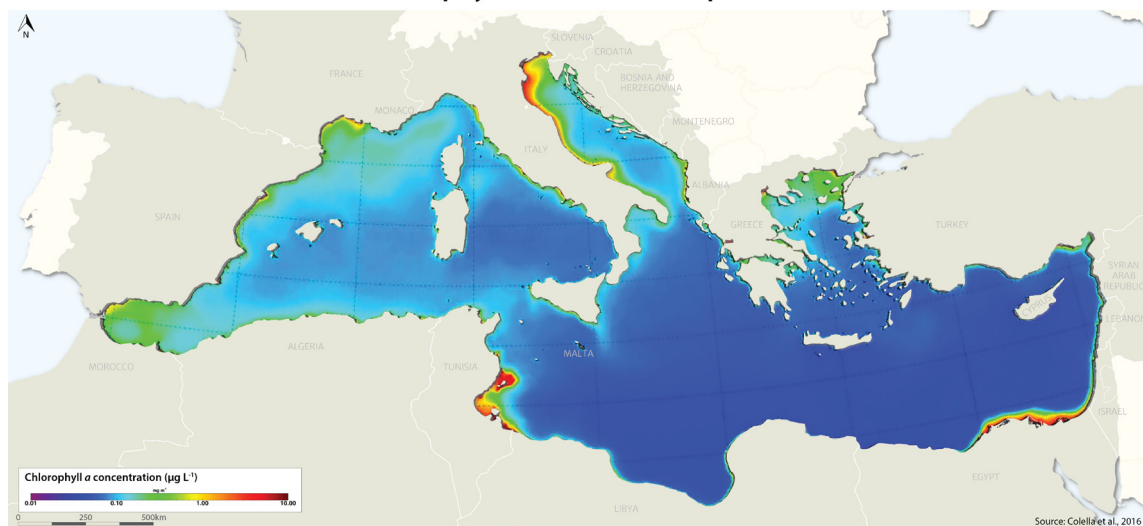 N
SLOVENIA
CROATIA
FRANCE
BOSNIA AND
HERZEGOVINA
MONACO
MONTENEGRO
ITALY
ALBANIA
SPAIN
GREECE
TURKEY
SYRIAN
ARAB
REPUBLIC
CYPRUS
LEBANON
ALGERIA
MALTA
MOROCCO
TUNISIA
ISRAEL
Chlorophyll a concentration (µg L⁻¹)
mg m³
0.01 0.10 1.00 10.00
EGYPT
0 250 500km
LIBYA
Source: Colella et al., 2016